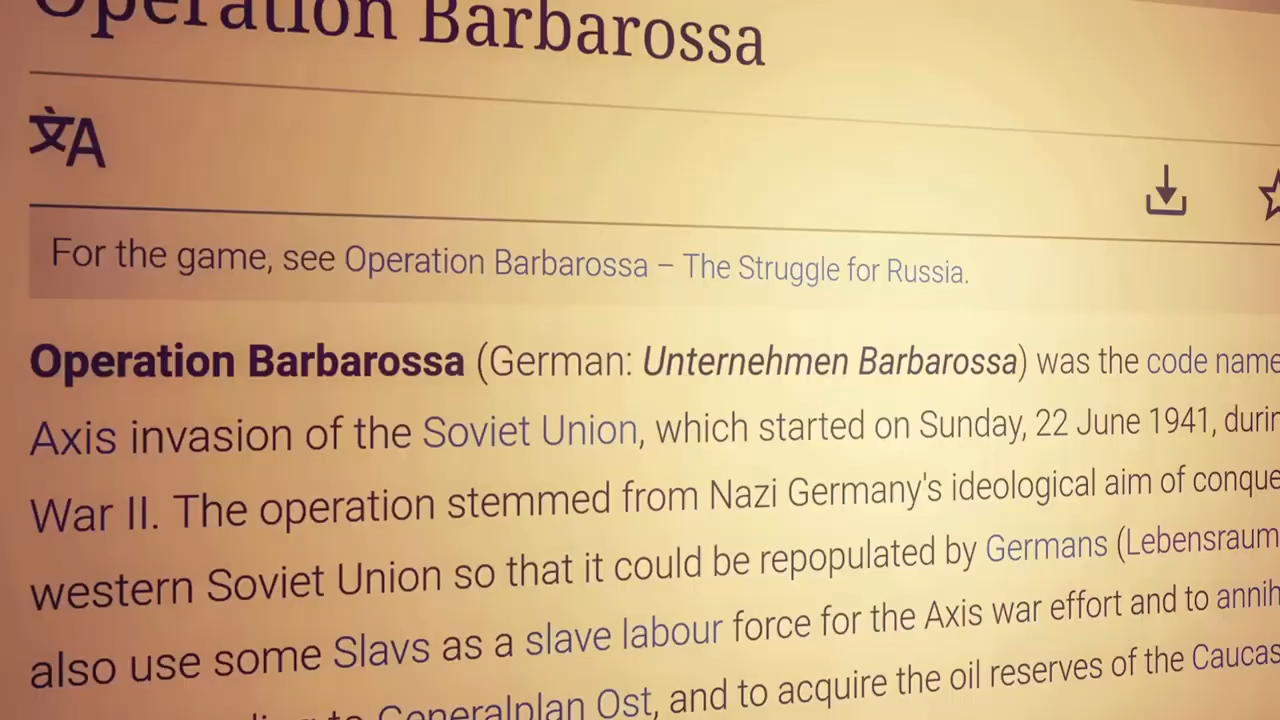 Operation Barbarossa
文A
For the game, see Operation Barbarossa – The Struggle for Russia.
Operation Barbarossa (German: Unternehmen Barbarossa) was the code name
Axis invasion of the Soviet Union, which started on Sunday, 22 June 1941,
War II. The operation stemmed from Nazi Germany's ideological aim of
western Soviet Union so that it could be repopulated by Germans (Lebensraum
also use some Slavs as a slave labour force for the Axis war effort and to
to Generalplan Ost, and to acquire the oil reserves of the